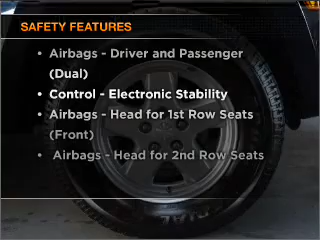 SAFETY FEATURES
• Airbags - Driver and Passenger
(Dual)
• Control - Electronic Stability
• Airbags - Head for 1st Row Seats
(Front)
• Airbags - Head for 2nd Row Seats